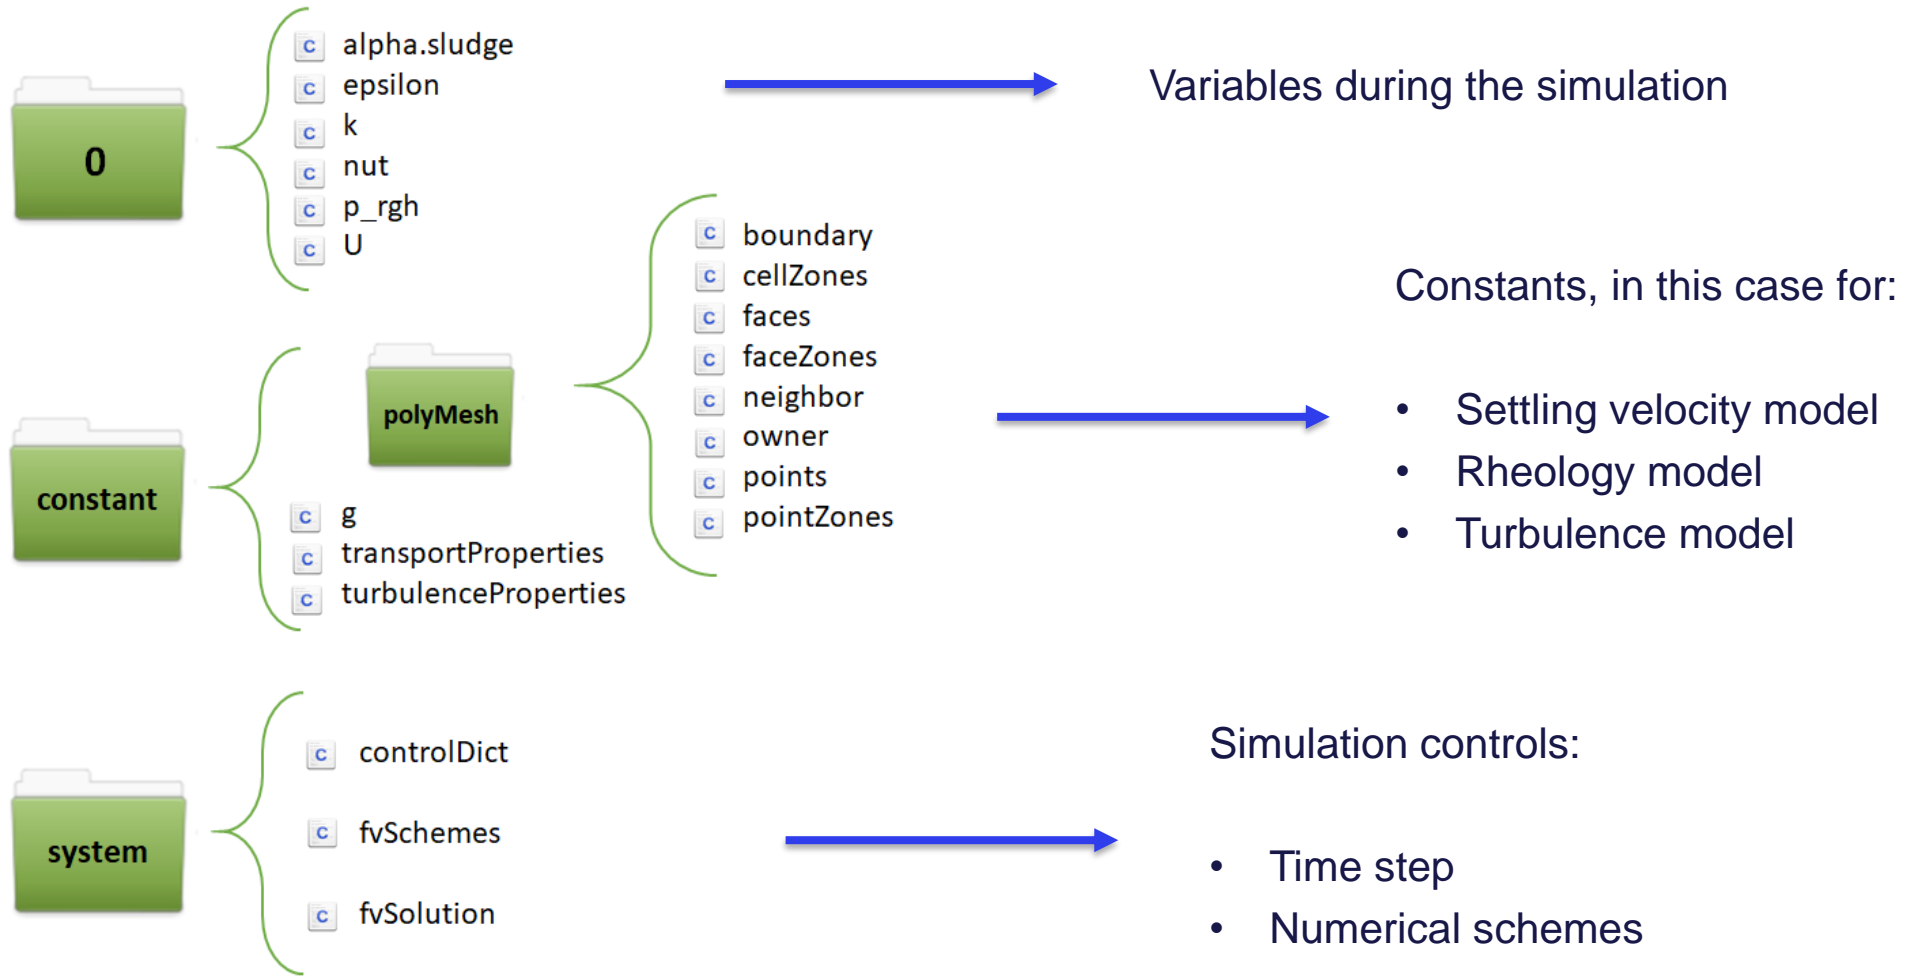 0
alpha.sludge
epsilon
k
nut
p_rgh
U
Variables during the simulation
constant
polyMesh
boundary
cellZones
faces
faceZones
neighbor
owner
points
pointZones
g
transportProperties
turbulenceProperties
Constants, in this case for:
• Settling velocity model
• Rheology model
• Turbulence model
system
controlDict
fvSchemes
fvSolution
Simulation controls:
• Time step
• Numerical schemes